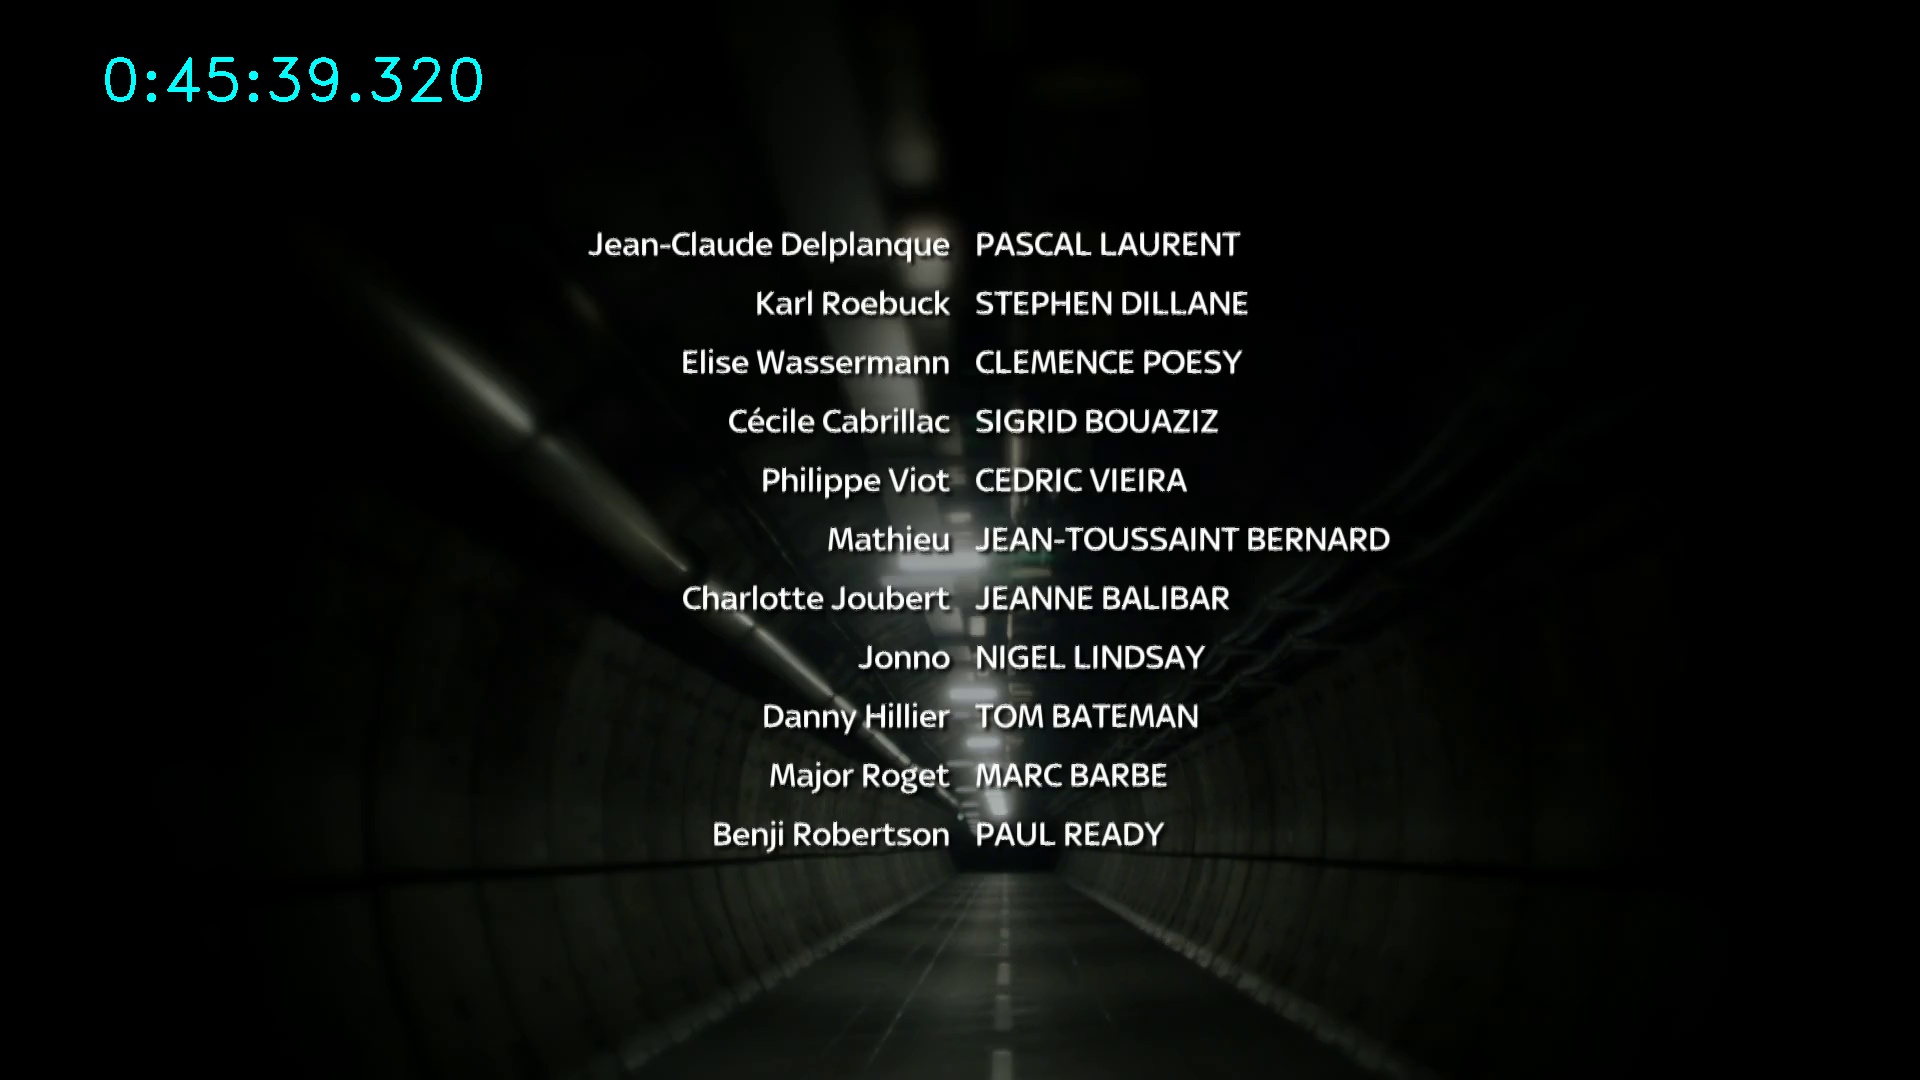 0:45:39.320
Jean-Claude Delplanque PASCAL LAURENT
Karl Roebuck STEPHEN DILLANE
Elise Wassermann CLEMENCE POESY
Cécile Cabrillac SIGRID BOUAZIZ
Philippe Viot CEDRIC VIEIRA
Mathieu JEAN-TOUSSAINT BERNARD
Charlotte Joubert JEANNE BALIBAR
Jonno NIGEL LINDSAY
Danny Hillier TOM BATEMAN
Major Roget MARC BARBE
Benji Robertson PAUL READY